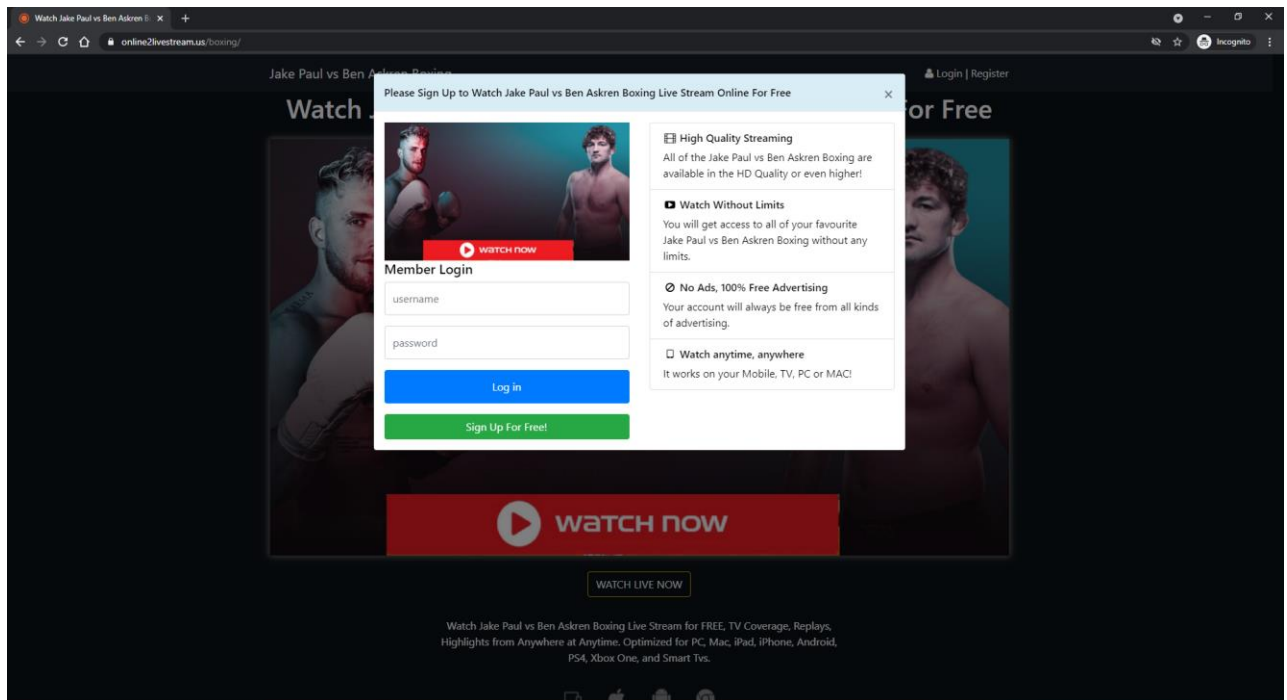 Watch Jake Paul vs Ben Askren B
online2livestream.us/boxing/
Incognito
Jake Paul vs Ben Askren Boxing
Login | Register
Watch
or Free
Please Sign Up to Watch Jake Paul vs Ben Askren Boxing Live Stream Online For Free
WATCH NOW
Member Login
username
password
Log in
Sign Up For Free!
High Quality Streaming
All of the Jake Paul vs Ben Askren Boxing are
available in the HD Quality or even higher!
Watch Without Limits
You will get access to all of your favourite
Jake Paul vs Ben Askren Boxing without any
limits.
No Ads, 100% Free Advertising
Your account will always be free from all kinds
of advertising.
Watch anytime, anywhere
It works on your Mobile, TV, PC or MAC!
WATCH NOW
WATCH LIVE NOW
Watch Jake Paul vs Ben Askren Boxing Live Stream for FREE, TV Coverage, Replays,
Highlights from Anywhere at Anytime. Optimized for PC, Mac, iPad, iPhone, Android,
PS4, Xbox One, and Smart Tvs.